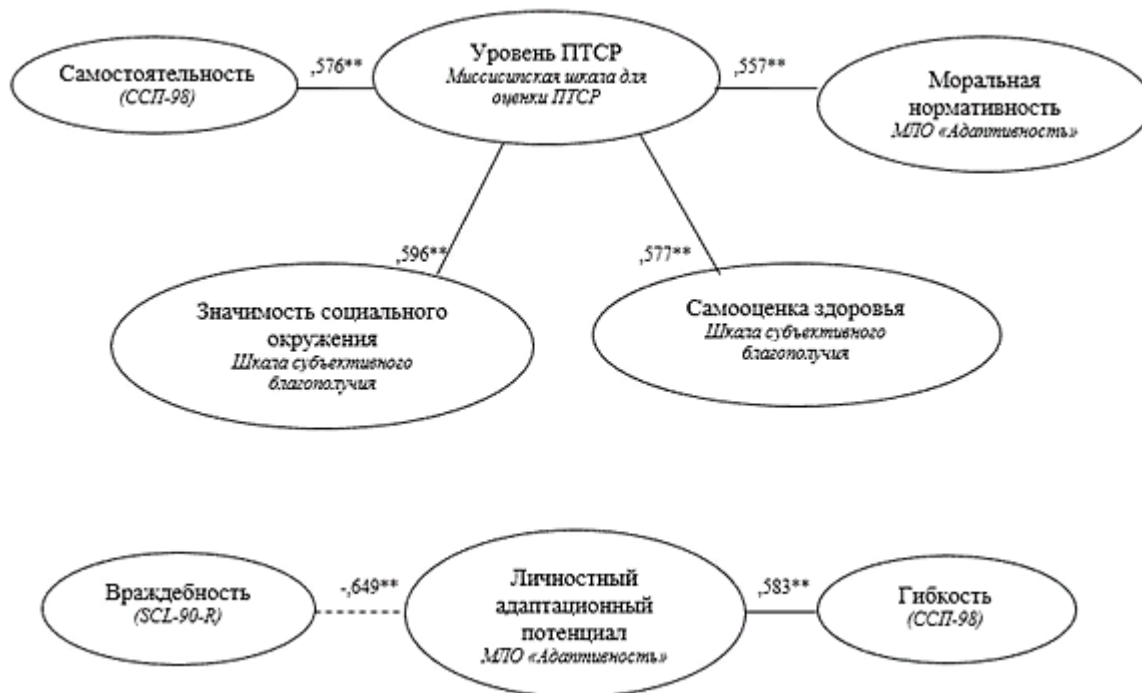 Самостоятельность
(ССП-98)
,576**
Уровень ПТСР
Миссисипская шкала для
оценки ПТСР
,557**
Моральная
нормативность
МЛО «Адаптивность»
,596**
,577**
Значимость социального
окружения
Шкала субъективного
благополучия
Самооценка здоровья
Шкала субъективного
благополучия
Враждебность
(SCL-90-R)
-,649**
Личностный
адаптационный
потенциал
МЛО «Адаптивность»
,583**
Гибкость
(ССП-98)